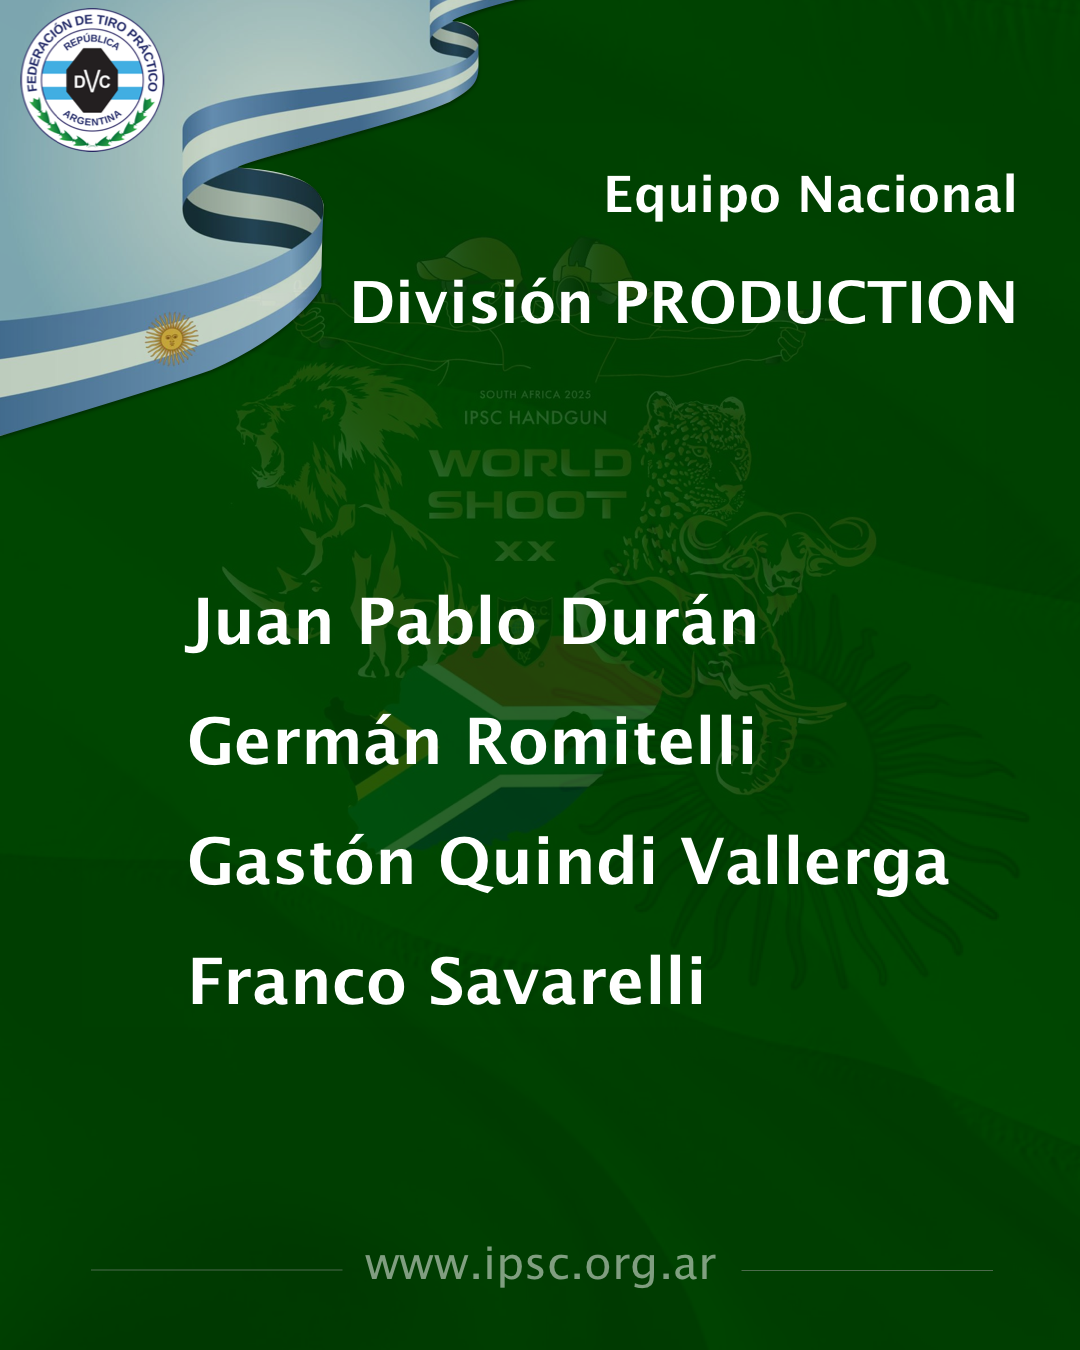 FEDERACIÓN DE TIRO PRÁCTICO
REPÚBLICA
DVC
ARGENTINA
Equipo Nacional
División PRODUCTION
SOUTH AFRICA 2025
IPSC HANDGUN
WORLD
SHOOT
XX
Juan Pablo Durán
Germán Romitelli
Gastón Quindi Vallerga
Franco Savarelli
www.ipsc.org.ar